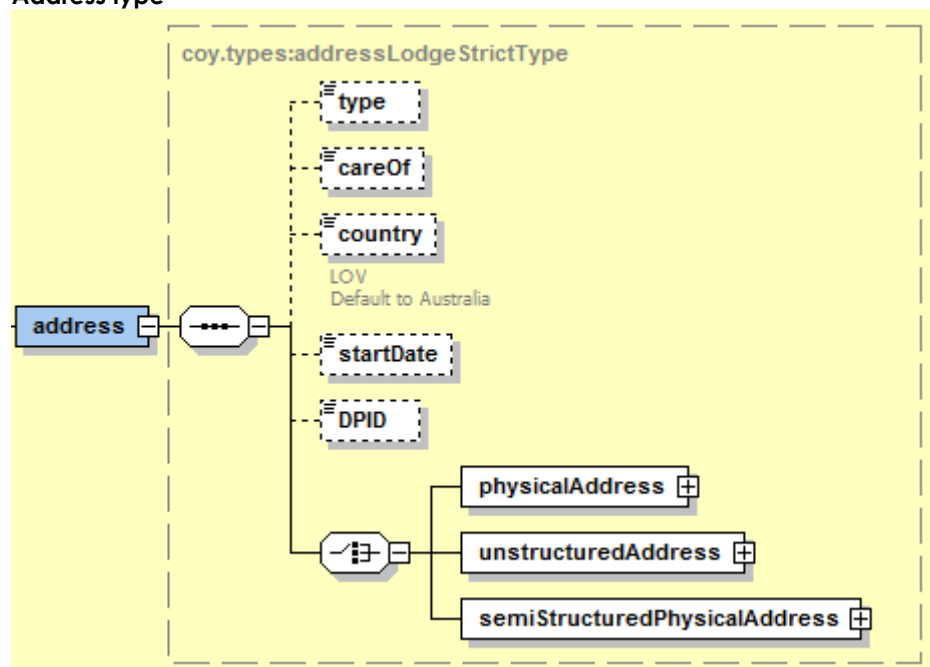 Address type
coy.types:addressLodgeStrictType
type
careOf
country
LOV
Default to Australia
address
startDate
DPID
physicalAddress
unstructuredAddress
semiStructuredPhysicalAddress